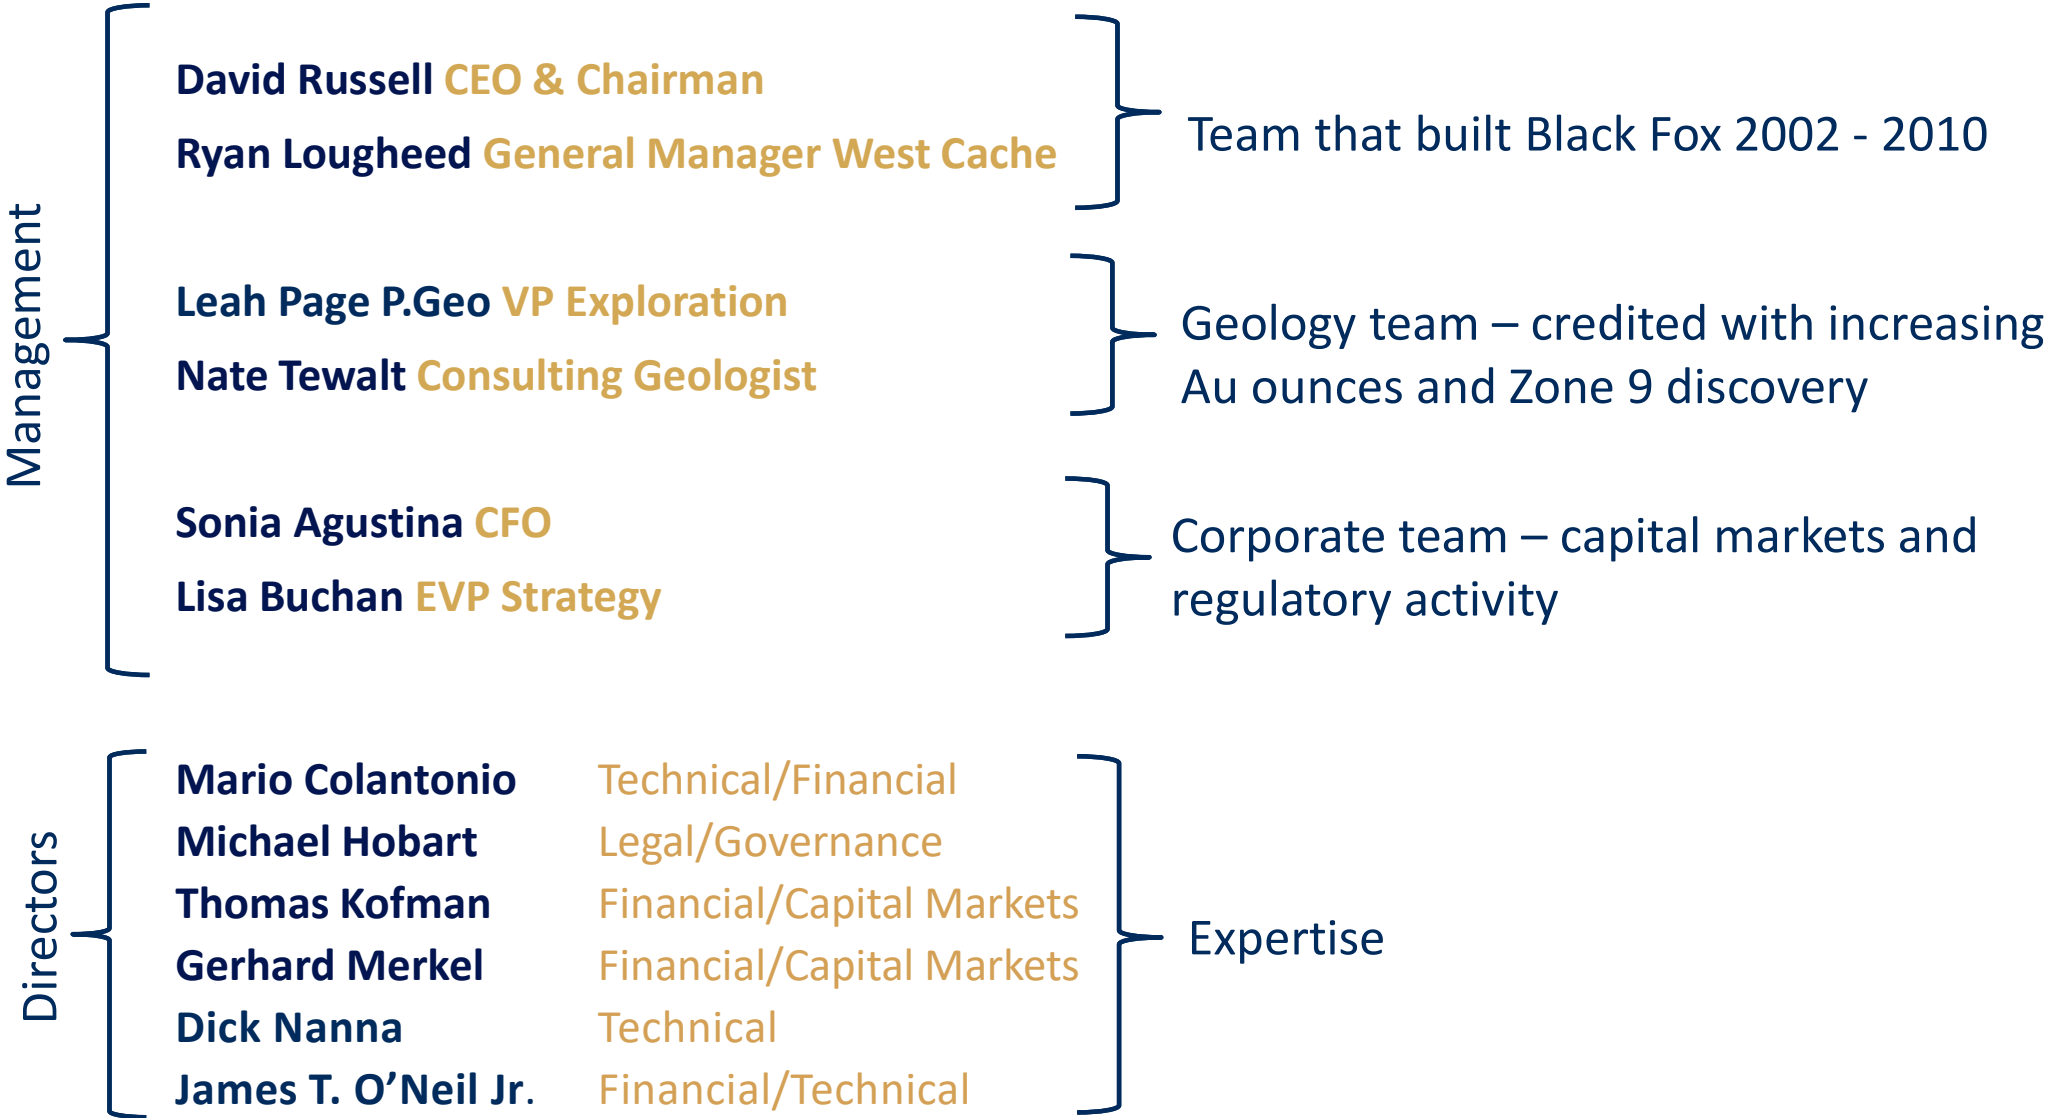 Management
David Russell CEO & Chairman
Ryan Lougheed General Manager West Cache
Team that built Black Fox 2002 - 2010
Leah Page P.Geo VP Exploration
Nate Tewalt Consulting Geologist
Geology team – credited with increasing
Au ounces and Zone 9 discovery
Sonia Agustina CFO
Lisa Buchan EVP Strategy
Corporate team – capital markets and
regulatory activity
Directors
Mario Colantonio Technical/Financial
Michael Hobart Legal/Governance
Thomas Kofman Financial/Capital Markets
Gerhard Merkel Financial/Capital Markets
Dick Nanna Technical
James T. O’Neil Jr. Financial/Technical
Expertise